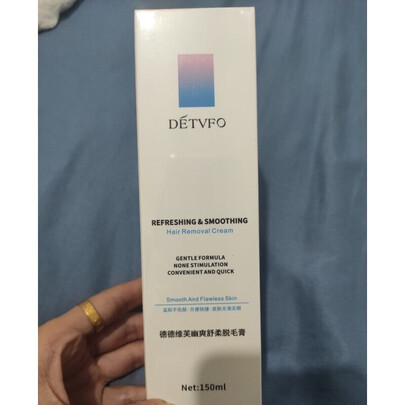 DÉTVFO
REFRESHING & SMOOTHING
Hair Removal Cream
GENTLE FORMULA
NONE STIMULATION
CONVENIENT AND QUICK
Smooth And Flawless Skin
德德维芙幽爽舒柔脱毛膏
Net:150ml